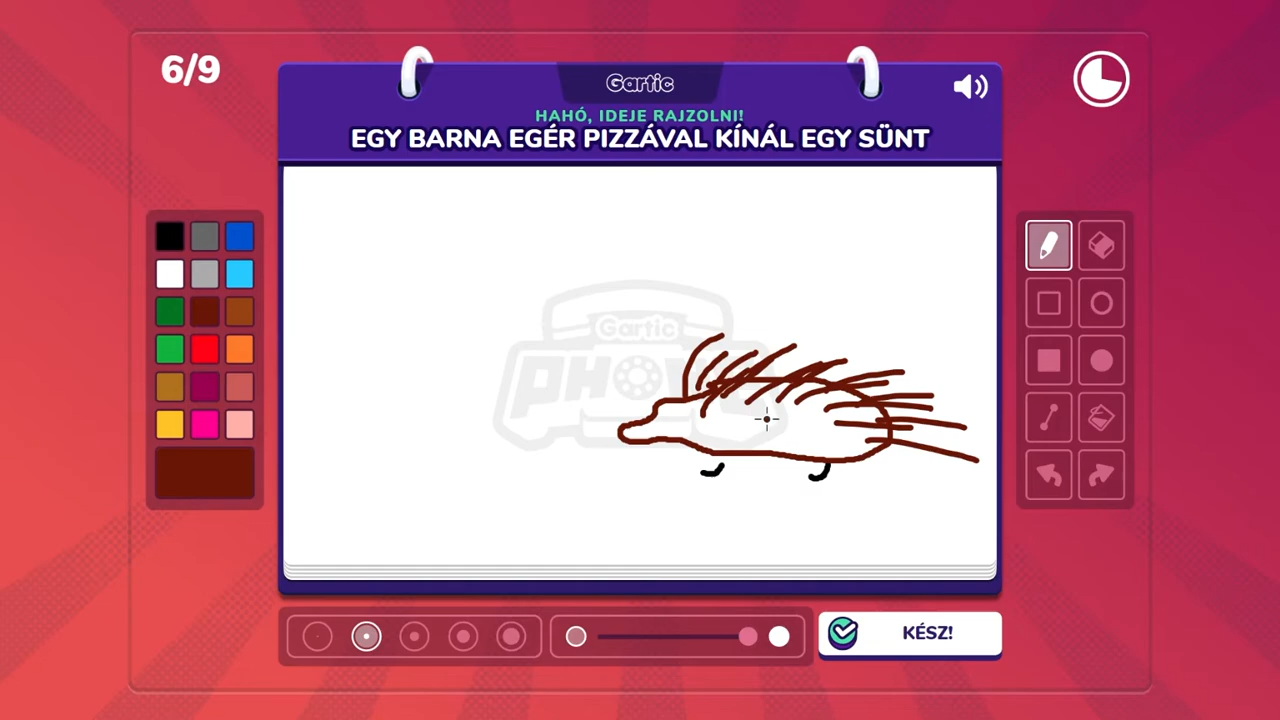 6/9
Gartic
HAHÓ, IDEJE RAJZOLNI!
EGY BARNA EGÉR PIZZÁVAL KÍNÁL EGY SÜNT
Gartic
PHONE
KÉSZ!